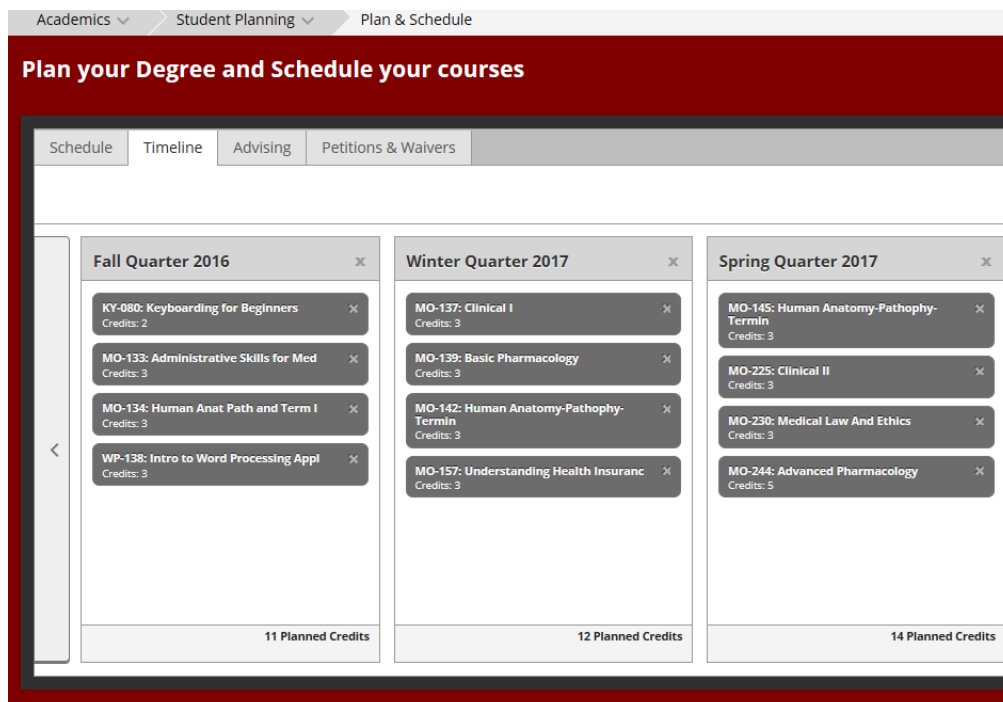 Academics Student Planning Plan & Schedule
Plan your Degree and Schedule your courses
Schedule Timeline Advising Petitions & Waivers
Fall Quarter 2016 x
KY-080: Keyboarding for Beginners x
Credits: 2
MO-133: Administrative Skills for Med x
Credits: 3
MO-134: Human Anat Path and Term I x
Credits: 3
WP-138: Intro to Word Processing Appl x
Credits: 3
11 Planned Credits
Winter Quarter 2017 x
MO-137: Clinical I x
Credits: 3
MO-139: Basic Pharmacology x
Credits: 3
MO-142: Human Anatomy-Pathophy- x
Termin
Credits: 3
MO-157: Understanding Health Insuranc x
Credits: 3
12 Planned Credits
Spring Quarter 2017 x
MO-145: Human Anatomy-Pathophy- x
Termin
Credits: 3
MO-225: Clinical II x
Credits: 3
MO-230: Medical Law And Ethics x
Credits: 3
MO-244: Advanced Pharmacology x
Credits: 5
14 Planned Credits